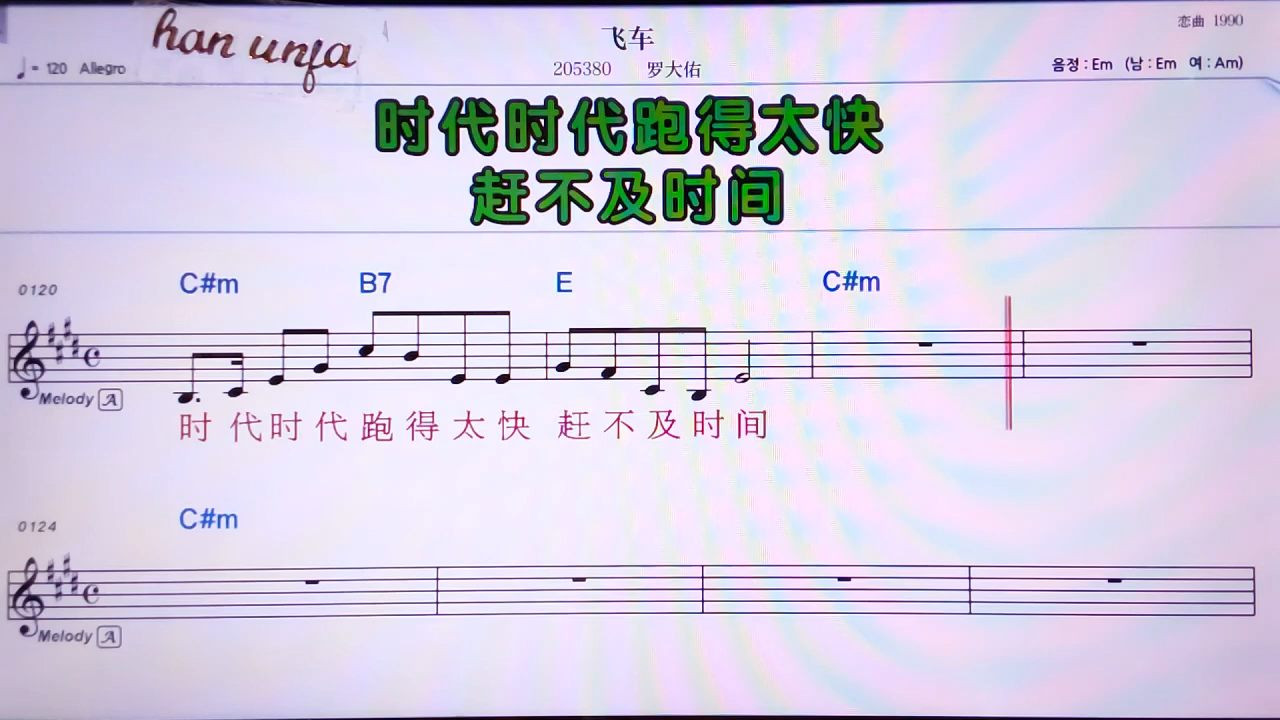 han unfa
飞车
恋曲 1990
♩= 120 Allegro
205380 罗大佑
음정 : Em (남 : Em 여 : Am)
时代时代跑得太快
赶不及时间
C#m B7 E C#m
0120
Melody A
时 代 时 代 跑 得 太 快 赶 不 及 时 间
C#m
0124
Melody A